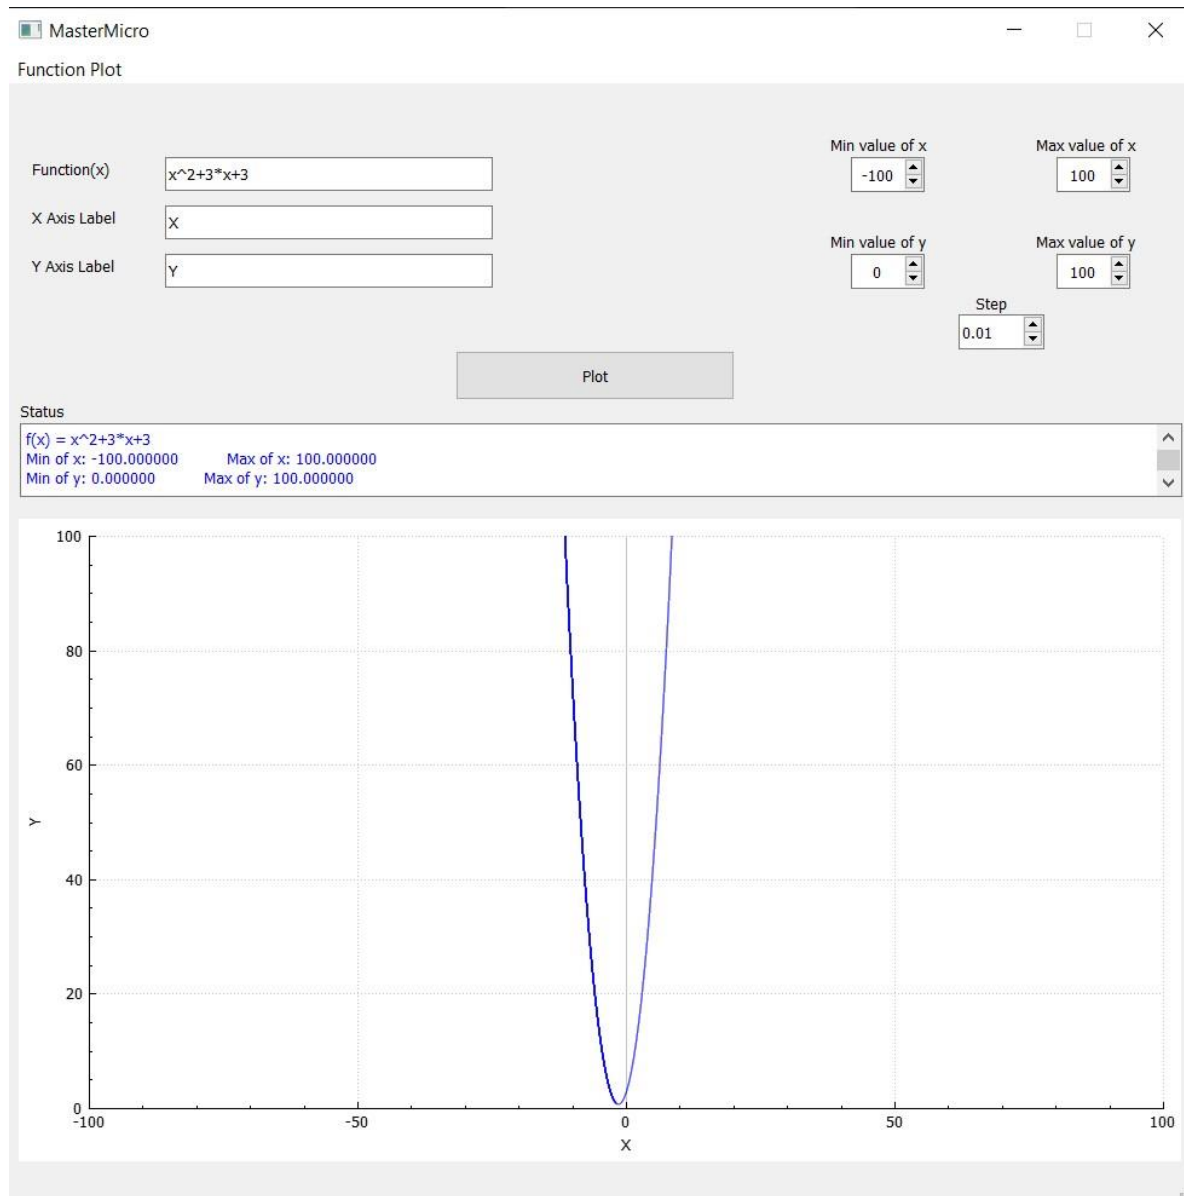 MasterMicro
Function Plot
Min value of x Max value of x
Function(x) x^2+3*x+3 -100 100
X Axis Label X
Min value of y Max value of y
Y Axis Label Y 0 100
Step
0.01
Plot
Status
f(x) = x^2+3*x+3
Min of x: -100.000000 Max of x: 100.000000
Min of y: 0.000000 Max of y: 100.000000
100
80
60
Y
40
20
0
-100 -50 0 50 100
X